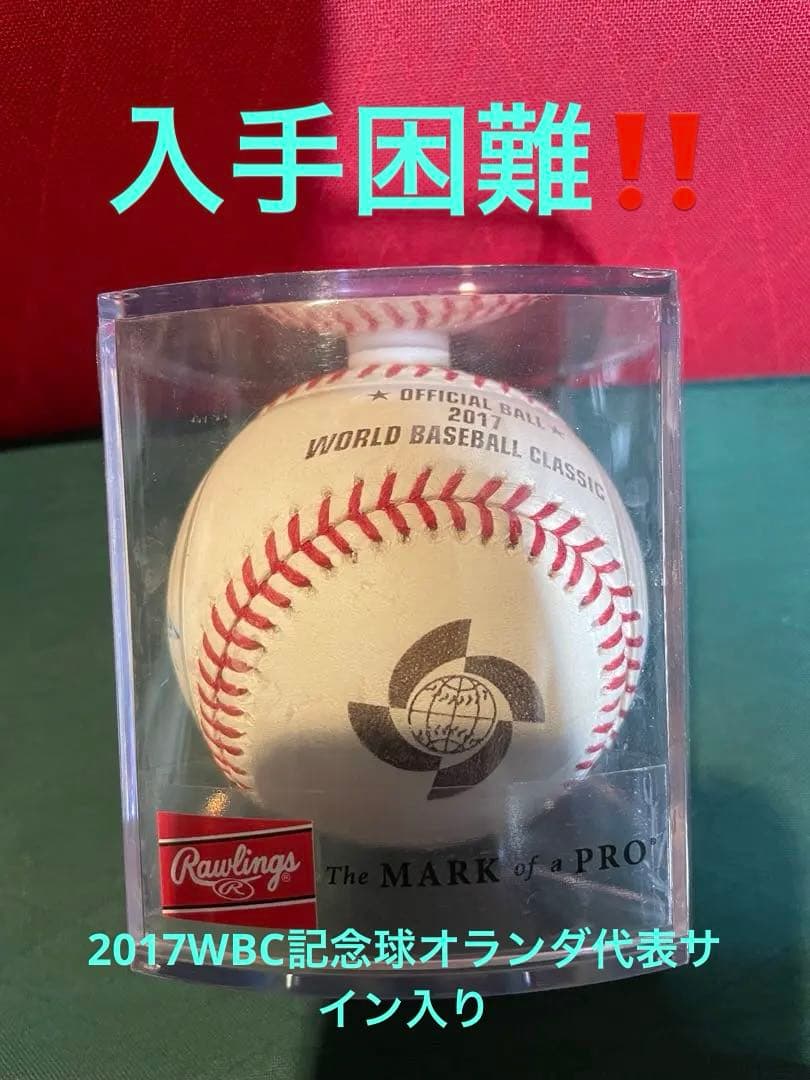 入手困難‼️
★ OFFICIAL BALL ★
2017
WORLD BASEBALL CLASSIC
Rawlings®
R
The MARK of a PRO®
2017WBC記念球オランダ代表サ
イン入り